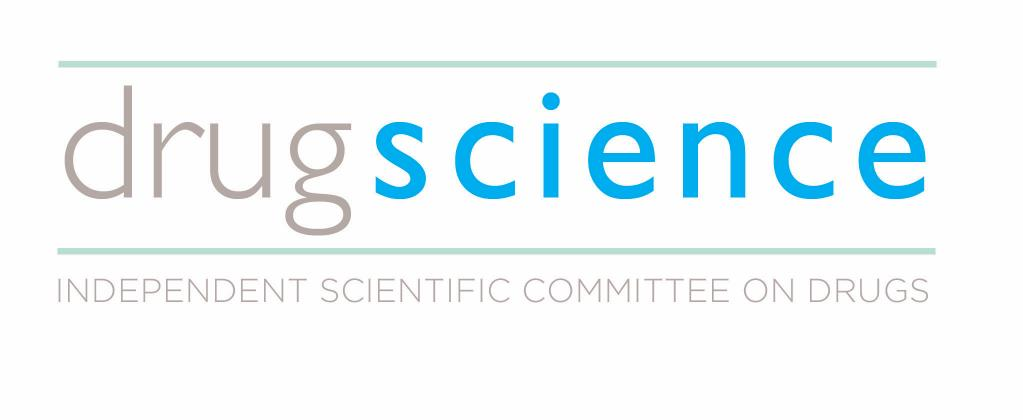 drugscience
INDEPENDENT SCIENTIFIC COMMITTEE ON DRUGS